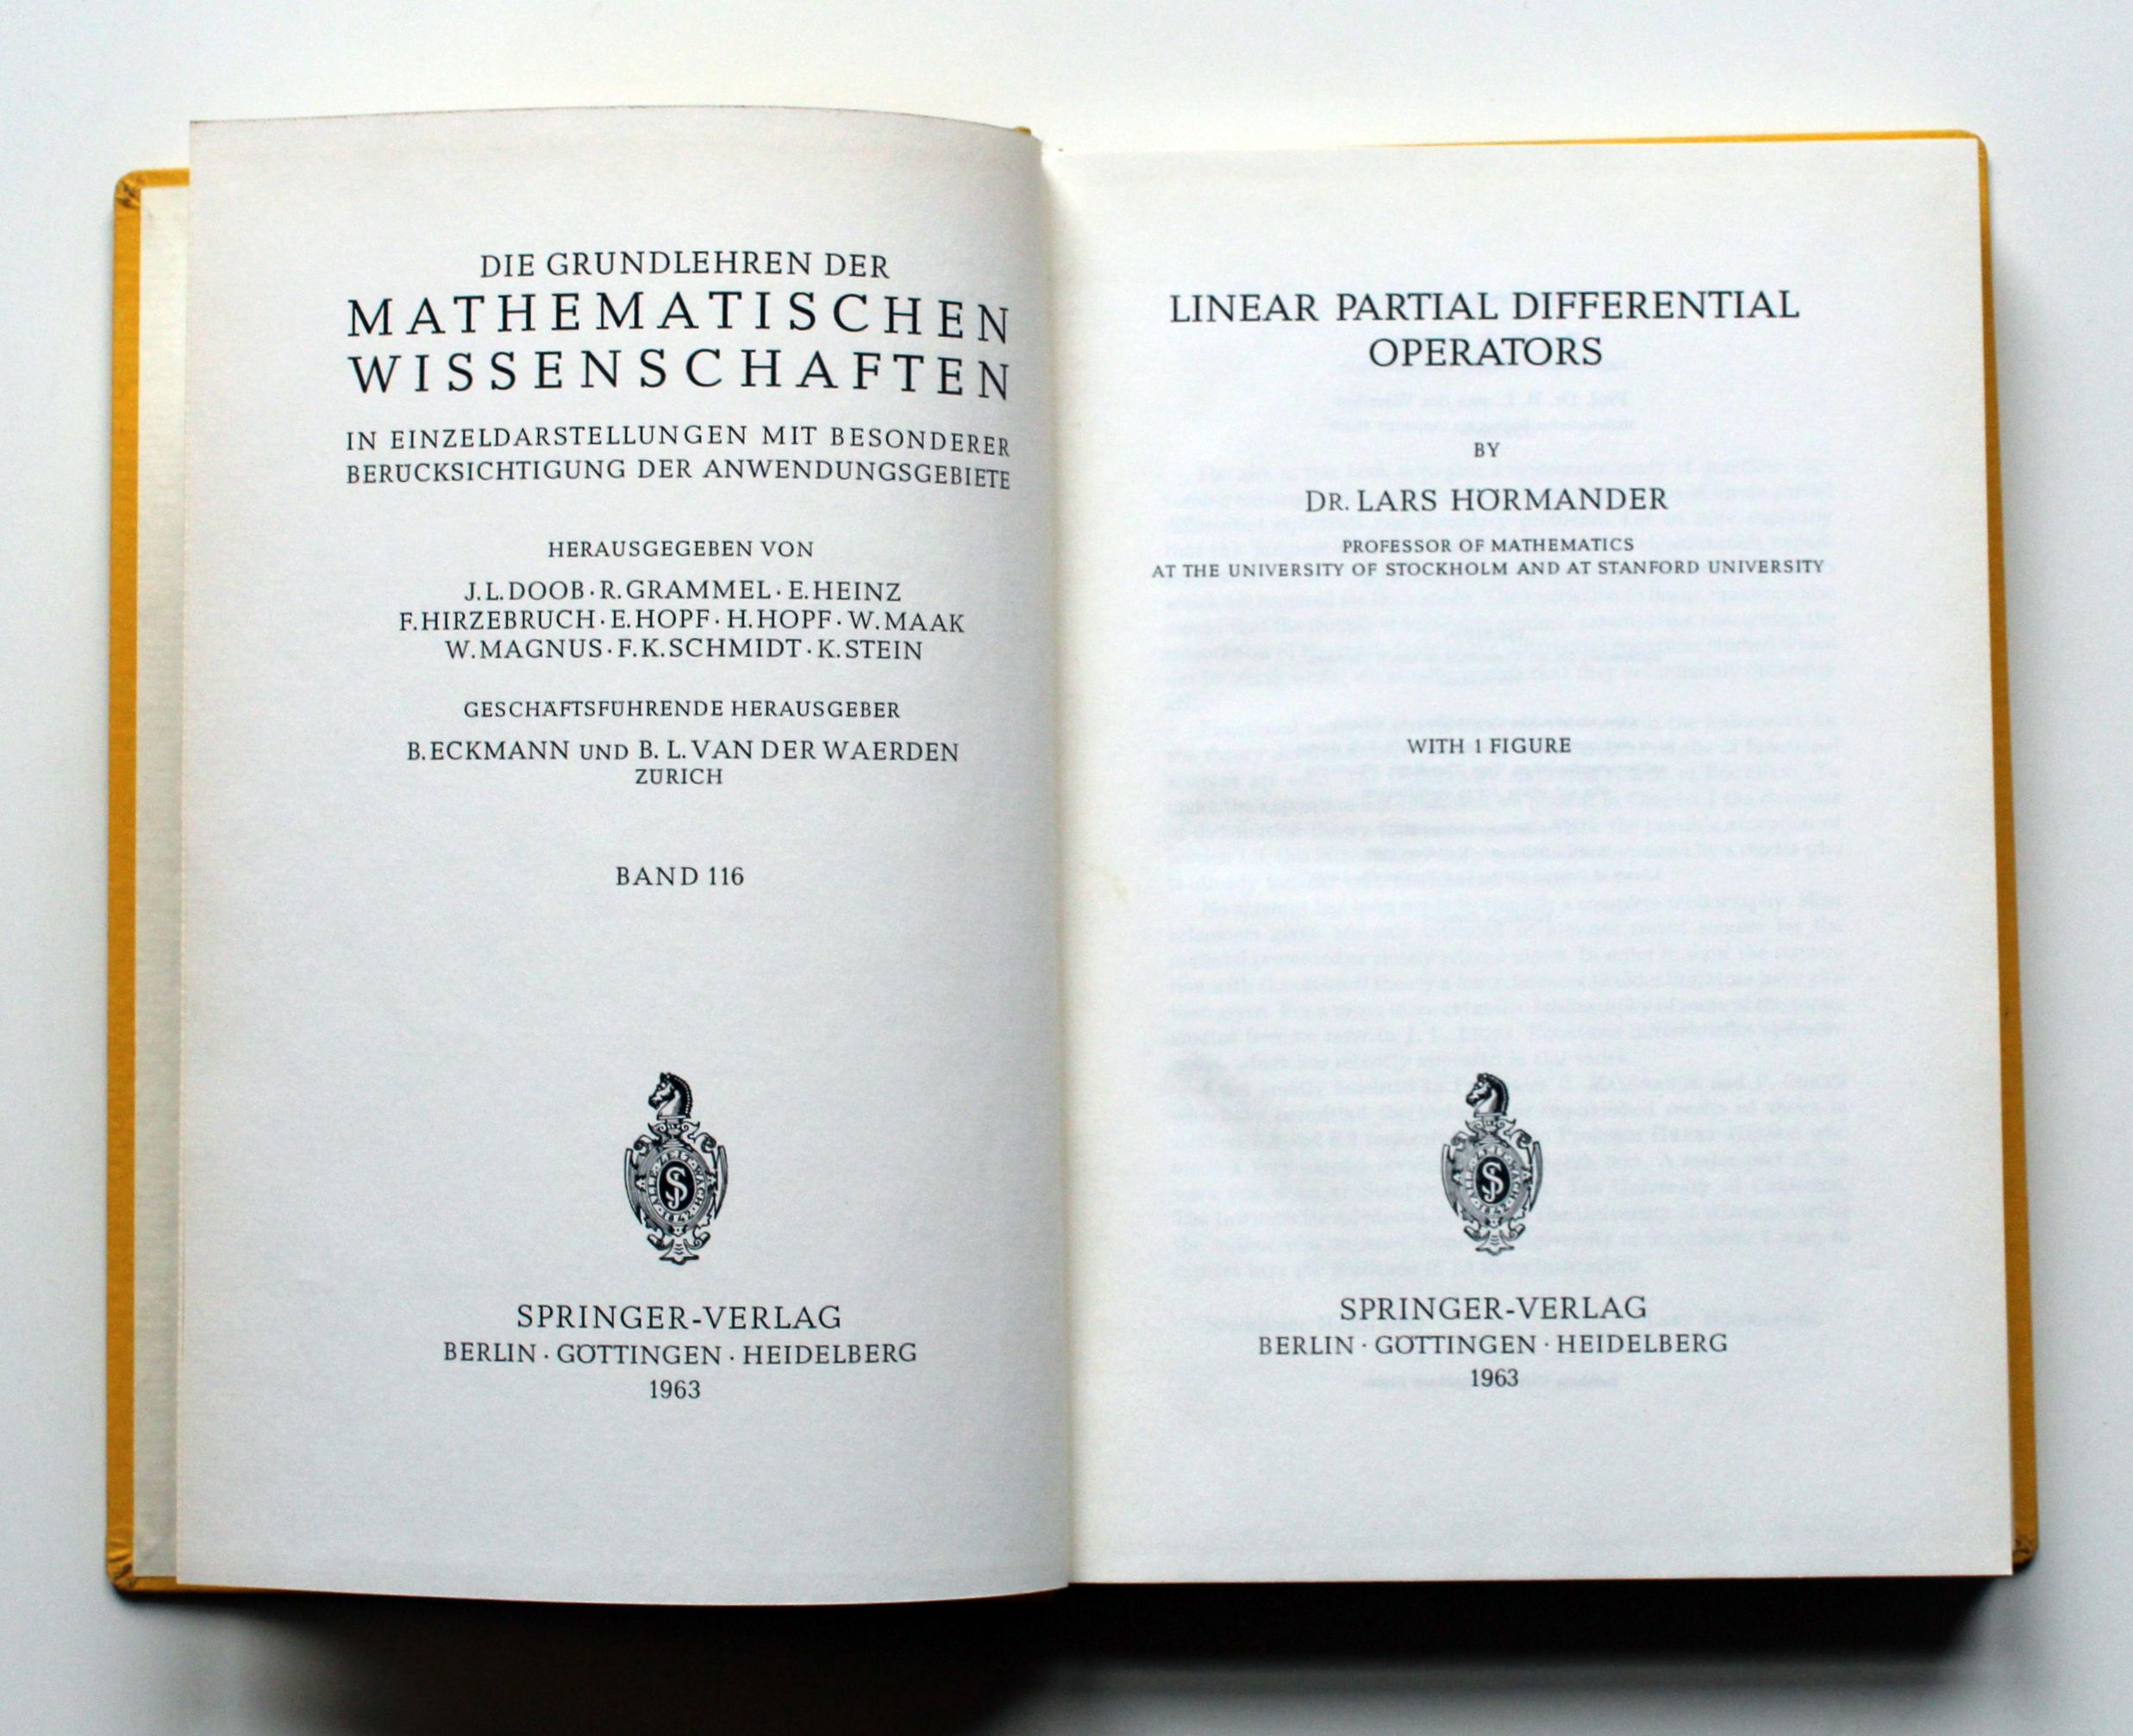 DIE GRUNDLEHREN DER
MATHEMATISCHEN
WISSENSCHAFTEN
IN EINZELDARSTELLUNGEN MIT BESONDERER
BERÜCKSICHTIGUNG DER ANWENDUNGSGEBIETE
HERAUSGEGEBEN VON
J. L. DOOB · R. GRAMMEL · E. HEINZ
F. HIRZEBRUCH · E. HOPF · H. HOPF · W. MAAK
W. MAGNUS · F. K. SCHMIDT · K. STEIN
GESCHÄFTSFÜHRENDE HERAUSGEBER
B. ECKMANN UND B. L. VAN DER WAERDEN
ZÜRICH
BAND 116
SPRINGER-VERLAG
BERLIN · GÖTTINGEN · HEIDELBERG
1963
LINEAR PARTIAL DIFFERENTIAL
OPERATORS
BY
DR. LARS HÖRMANDER
PROFESSOR OF MATHEMATICS
AT THE UNIVERSITY OF STOCKHOLM AND AT STANFORD UNIVERSITY
WITH 1 FIGURE
SPRINGER-VERLAG
BERLIN · GÖTTINGEN · HEIDELBERG
1963